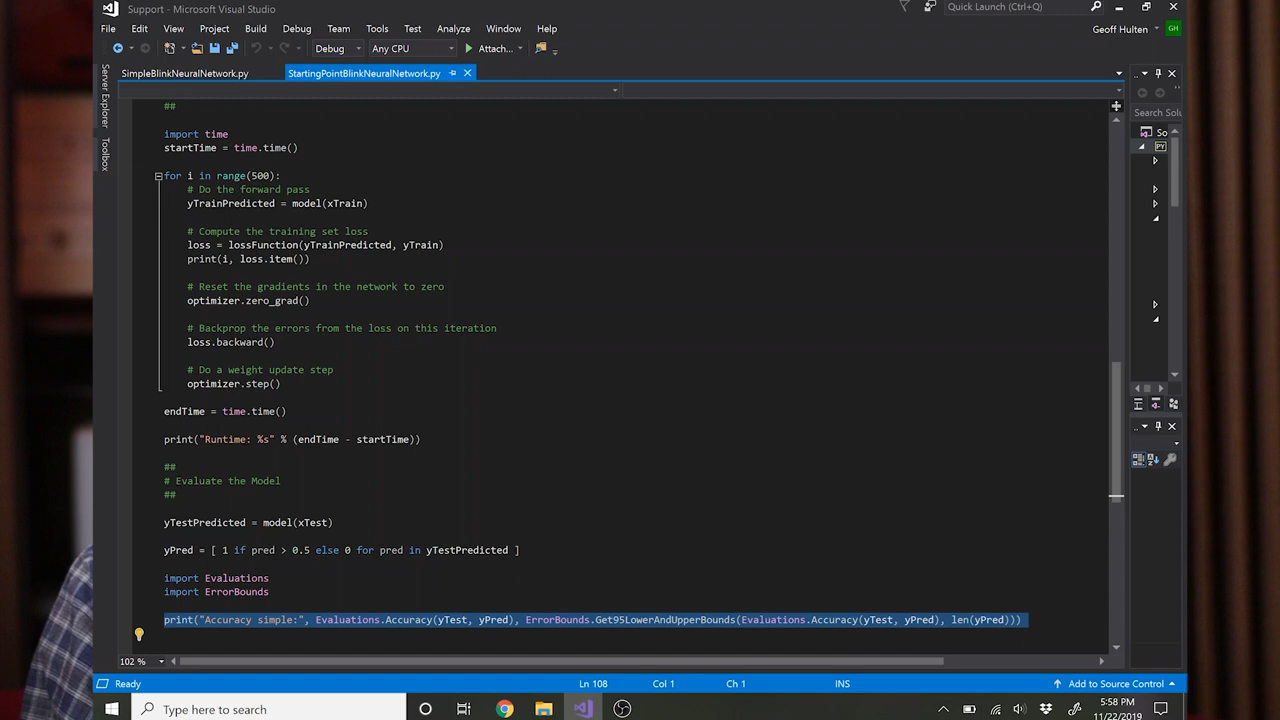 Support - Microsoft Visual Studio
Quick Launch (Ctrl+Q)
File Edit View Project Build Debug Team Tools Test Analyze Window Help
Geoff Hulten GH
Debug Any CPU Attach...
SimpleBlinkNeuralNetwork.py StartingPointBlinkNeuralNetwork.py
Server Explorer
Toolbox
Search Solu
So
PY
##
import time
startTime = time.time()
for i in range(500):
# Do the forward pass
yTrainPredicted = model(xTrain)
# Compute the training set loss
loss = lossFunction(yTrainPredicted, yTrain)
print(i, loss.item())
# Reset the gradients in the network to zero
optimizer.zero_grad()
# Backprop the errors from the loss on this iteration
loss.backward()
# Do a weight update step
optimizer.step()
endTime = time.time()
print("Runtime: %s" % (endTime - startTime))
##
# Evaluate the Model
##
yTestPredicted = model(xTest)
yPred = [ 1 if pred > 0.5 else 0 for pred in yTestPredicted ]
import Evaluations
import ErrorBounds
print("Accuracy simple:", Evaluations.Accuracy(yTest, yPred), ErrorBounds.Get95LowerAndUpperBounds(Evaluations.Accuracy(yTest, yPred), len(yPred)))
102 %
Ready Ln 108 Col 1 Ch 1 INS Add to Source Control
Type here to search
5:58 PM
11/22/2019